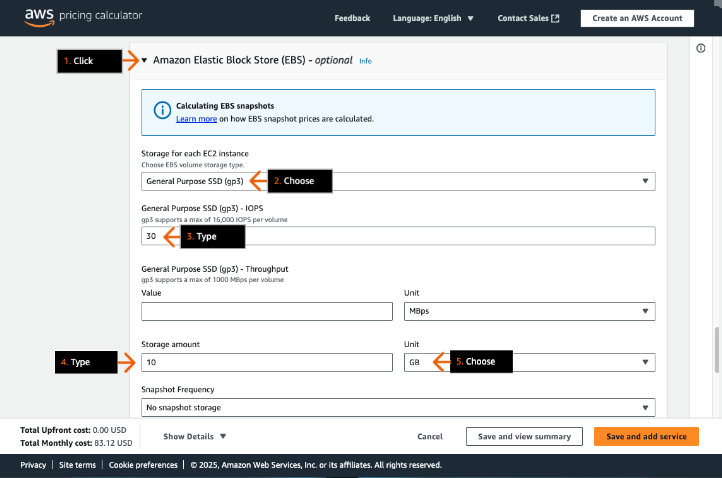 aws pricing calculator
Feedback Language: English Contact Sales Create an AWS Account
1. Click
Amazon Elastic Block Store (EBS) - optional Info
Calculating EBS snapshots
Learn more on how EBS snapshot prices are calculated.
Storage for each EC2 instance
Choose EBS volume storage type.
General Purpose SSD (gp3)
2. Choose
General Purpose SSD (gp3) - IOPS
gp3 supports a max of 16,000 IOPS per volume
30
3. Type
General Purpose SSD (gp3) - Throughput
gp3 supports a max of 1000 MBps per volume
Value Unit
MBps
Storage amount Unit
4. Type
10
GB
5. Choose
Snapshot Frequency
No snapshot storage
Total Upfront cost: 0.00 USD
Total Monthly cost: 83.12 USD
Show Details Cancel Save and view summary Save and add service
Privacy | Site terms | Cookie preferences | © 2025, Amazon Web Services, Inc. or its affiliates. All rights reserved.